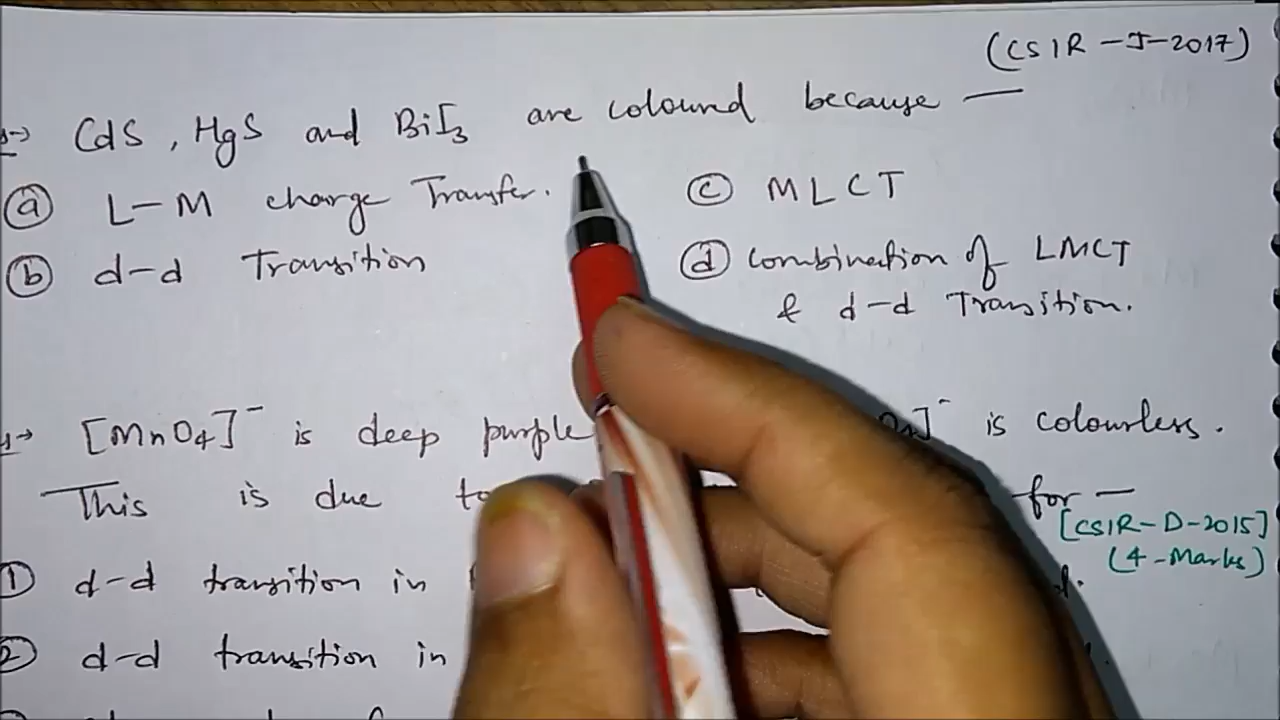 (CSIR - J - 2017)
CdS, HgS and BiI3 are colound because —
(a) L-M charge Transfer.
(c) MLCT
(b) d-d Transition
(d) Combination of LMCT
& d-d Transition.
[MnO4]⁻ is deep purple ]⁻ is colourless.
This is due to for —
[CSIR-D-2015]
(4-Marks)
(1) d-d transition in
(2) d-d transition in